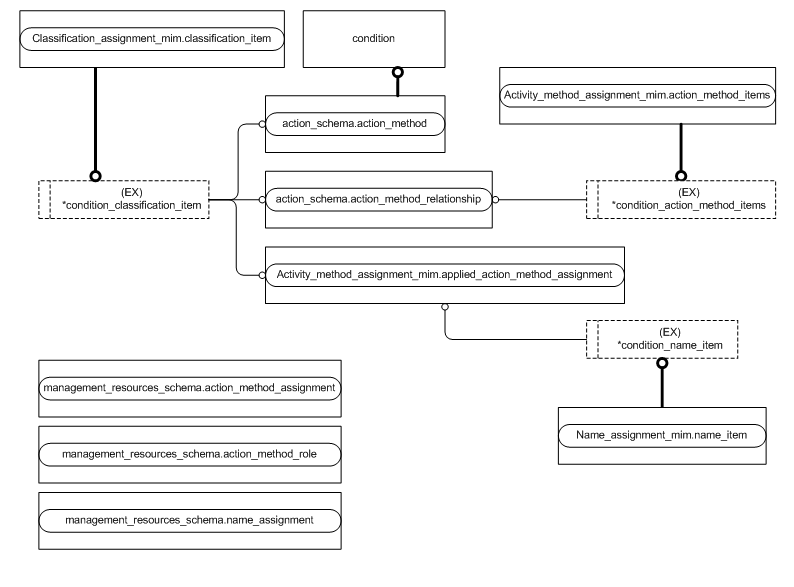 Classification_assignment_mim.classification_item
condition
Activity_method_assignment_mim.action_method_items
action_schema.action_method
(EX)
*condition_classification_item
action_schema.action_method_relationship
(EX)
*condition_action_method_items
Activity_method_assignment_mim.applied_action_method_assignment
(EX)
*condition_name_item
management_resources_schema.action_method_assignment
Name_assignment_mim.name_item
management_resources_schema.action_method_role
management_resources_schema.name_assignment